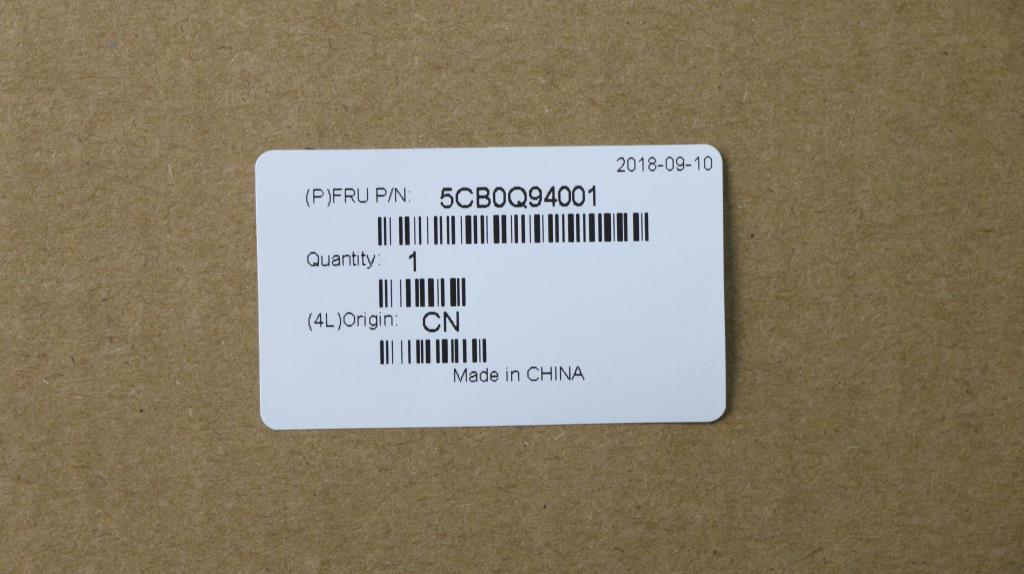 2018-09-10
(P)FRU P/N: 5CB0Q94001
Quantity: 1
(4L)Origin: CN
Made in CHINA